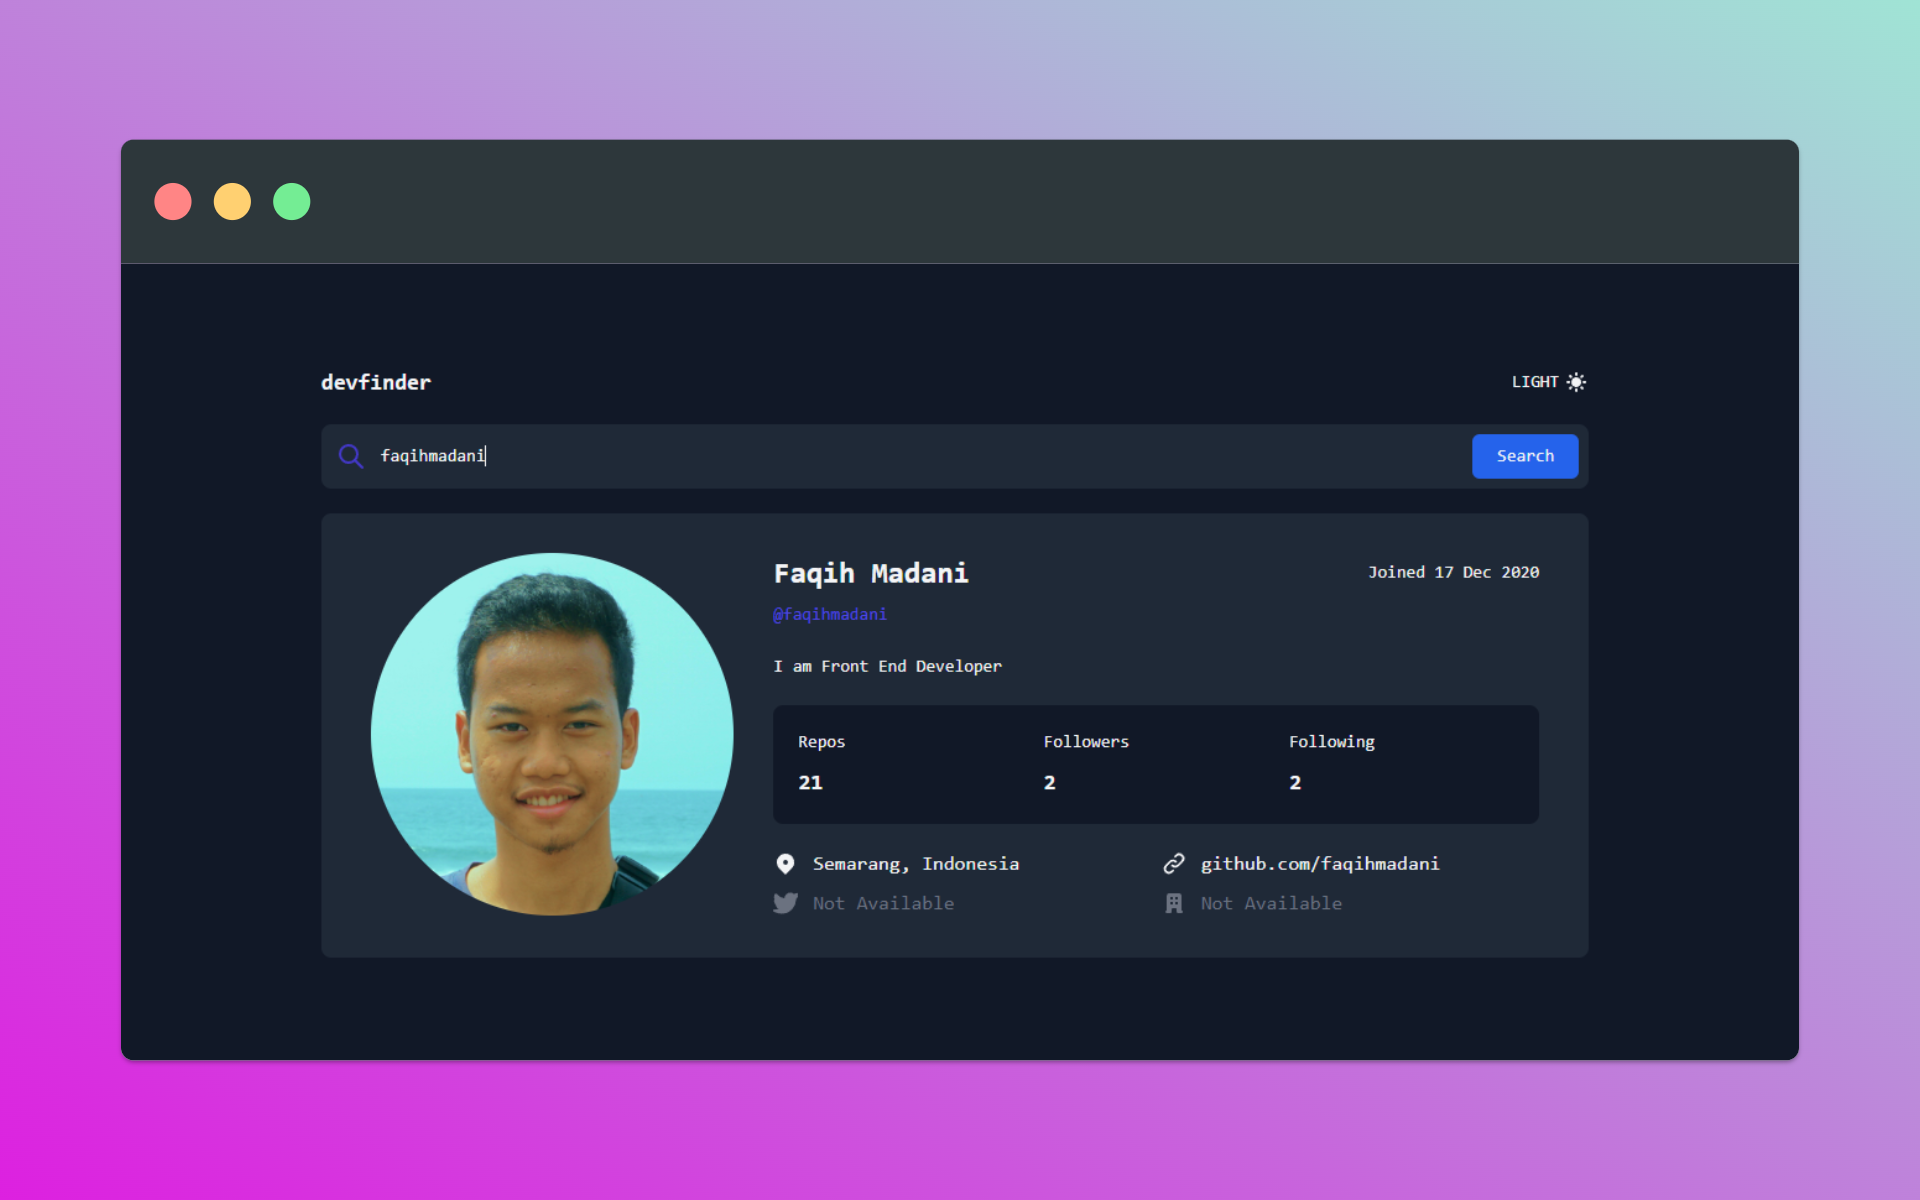 devfinder
LIGHT
faqihmadani
Search
Faqih Madani
Joined 17 Dec 2020
@faqihmadani
I am Front End Developer
Repos
Followers
Following
21
2
2
Semarang, Indonesia
github.com/faqihmadani
Not Available
Not Available